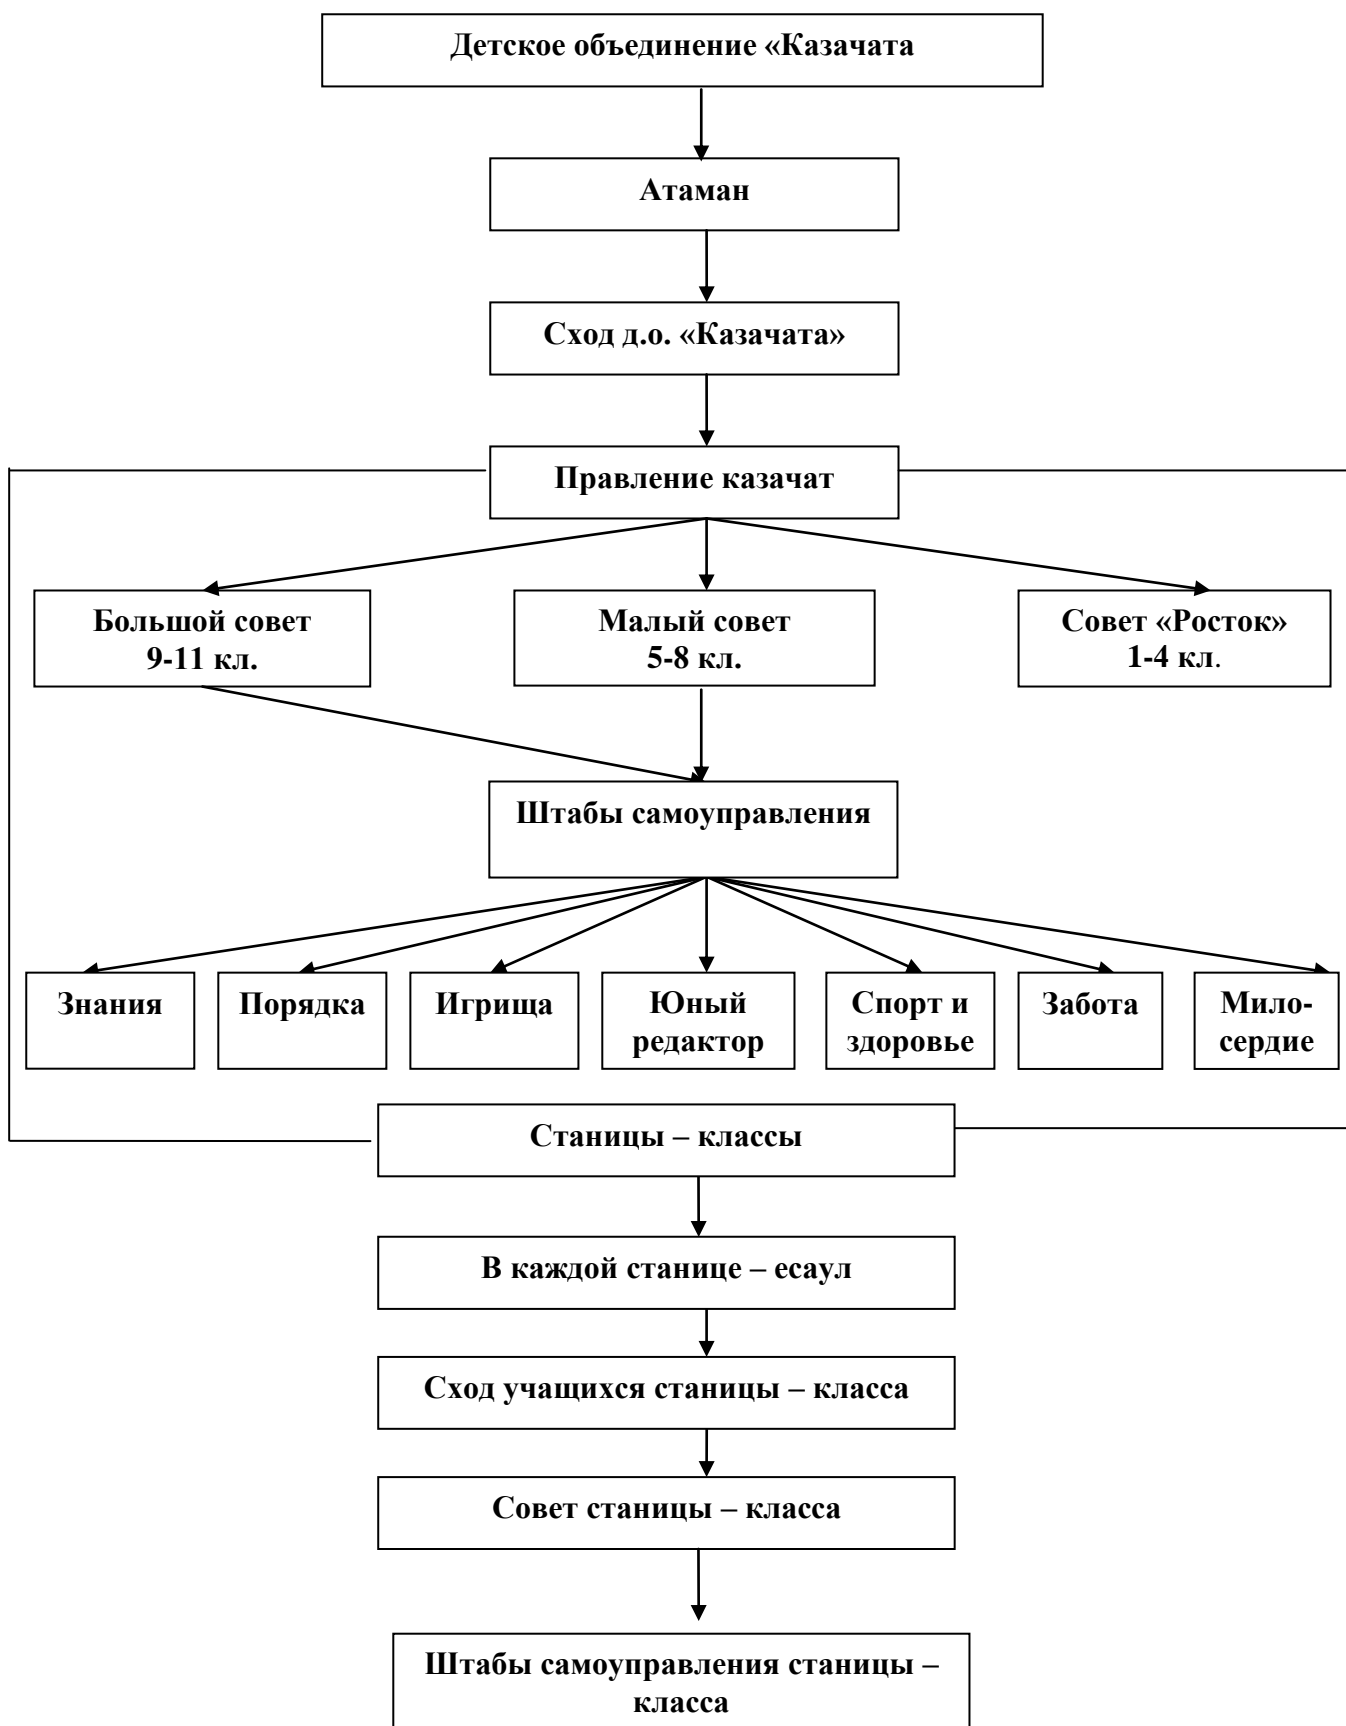 Детское объединение «Казачата
Атаман
Сход д.о. «Казачата»
Правление казачат
Большой совет
9-11 кл.
Малый совет
5-8 кл.
Совет «Росток»
1-4 кл.
Штабы самоуправления
Знания
Порядка
Игрища
Юный
редактор
Спорт и
здоровье
Забота
Мило-
сердие
Станицы – классы
В каждой станице – есаул
Сход учащихся станицы – класса
Совет станицы – класса
Штабы самоуправления станицы –
класса